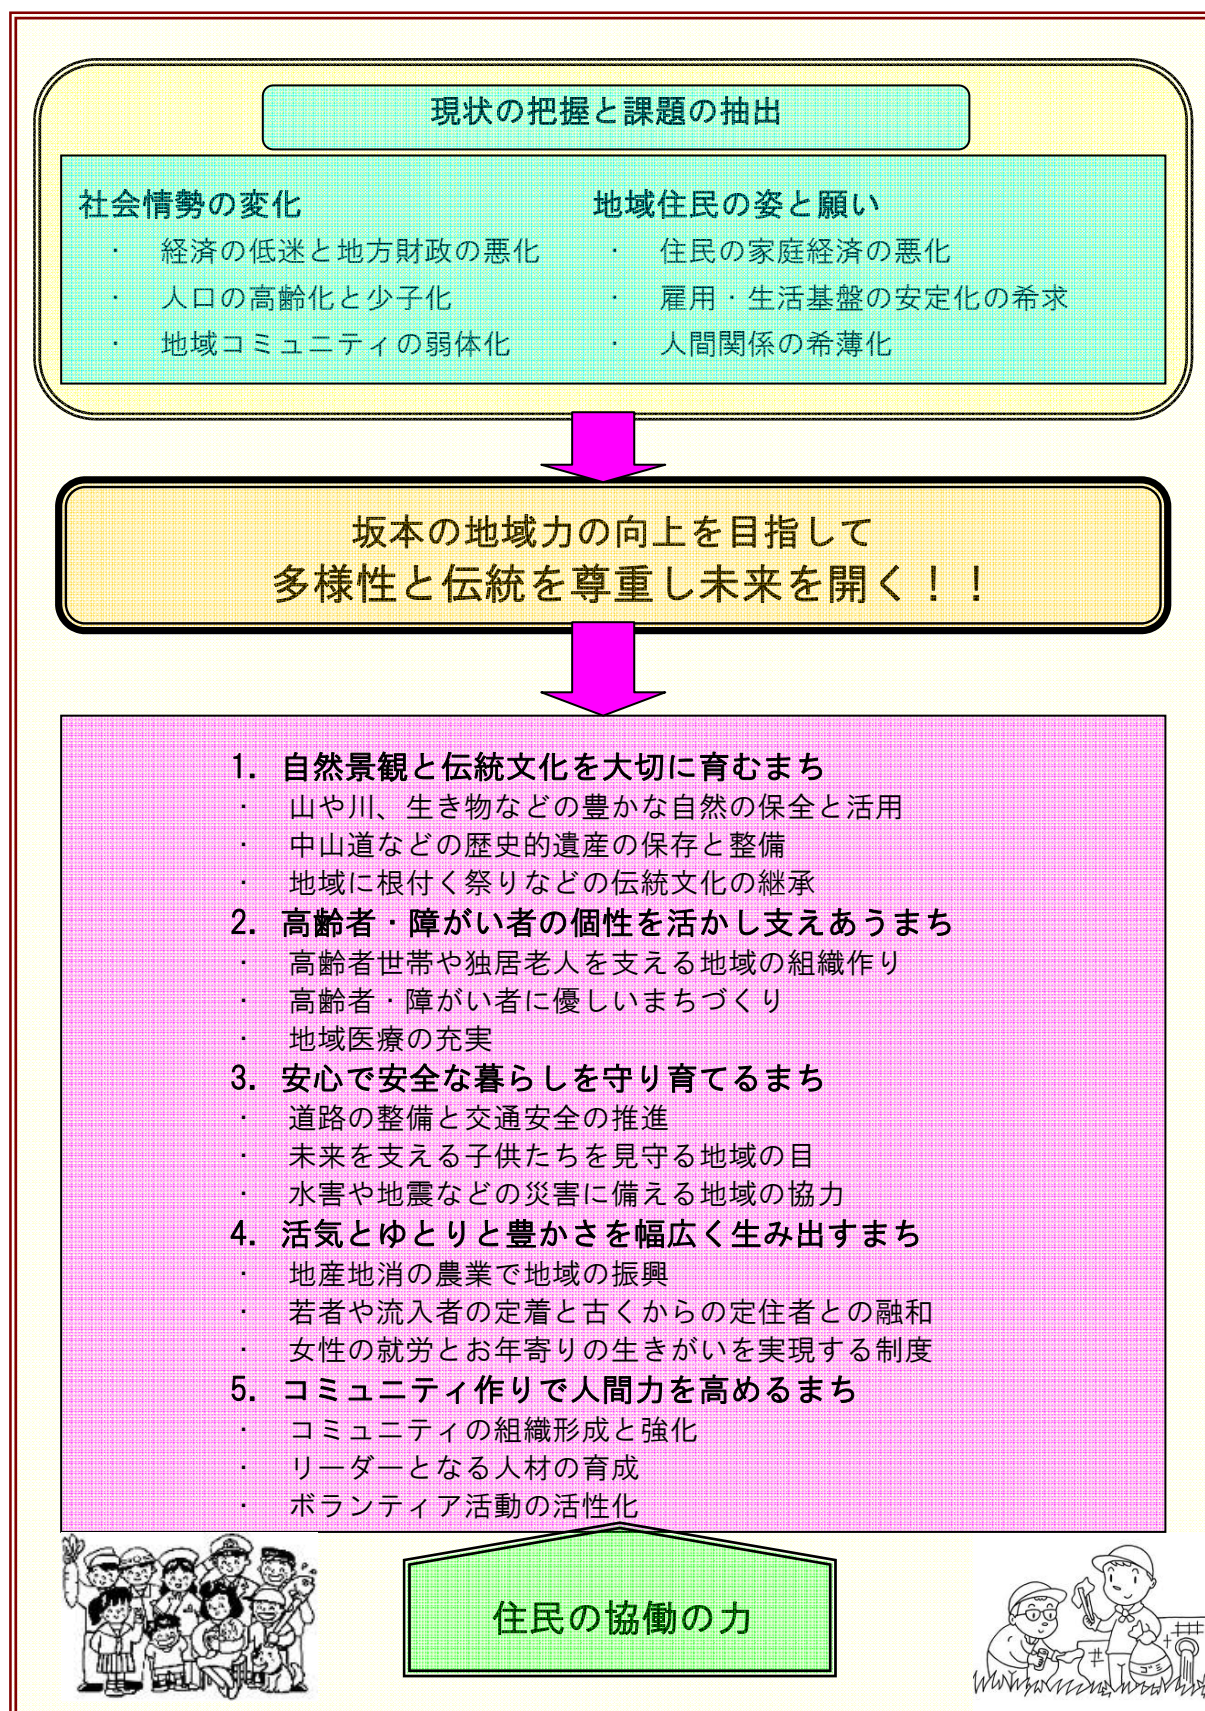 現状の把握と課題の抽出
社会情勢の変化
・ 経済の低迷と地方財政の悪化
・ 人口の高齢化と少子化
・ 地域コミュニティの弱体化
地域住民の姿と願い
・ 住民の家庭経済の悪化
・ 雇用・生活基盤の安定化の希求
・ 人間関係の希薄化
坂本の地域力の向上を目指して
多様性と伝統を尊重し未来を開く！！
1. 自然景観と伝統文化を大切に育むまち
・ 山や川、生き物などの豊かな自然の保全と活用
・ 中山道などの歴史的遺産の保存と整備
・ 地域に根付く祭りなどの伝統文化の継承
2. 高齢者・障がい者の個性を活かし支えあうまち
・ 高齢者世帯や独居老人を支える地域の組織作り
・ 高齢者・障がい者に優しいまちづくり
・ 地域医療の充実
3. 安心で安全な暮らしを守り育てるまち
・ 道路の整備と交通安全の推進
・ 未来を支える子供たちを見守る地域の目
・ 水害や地震などの災害に備える地域の協力
4. 活気とゆとりと豊かさを幅広く生み出すまち
・ 地産地消の農業で地域の振興
・ 若者や流入者の定着と古くからの定住者との融和
・ 女性の就労とお年寄りの生きがいを実現する制度
5. コミュニティ作りで人間力を高めるまち
・ コミュニティの組織形成と強化
・ リーダーとなる人材の育成
・ ボランティア活動の活性化
住民の協働の力
ゴミ